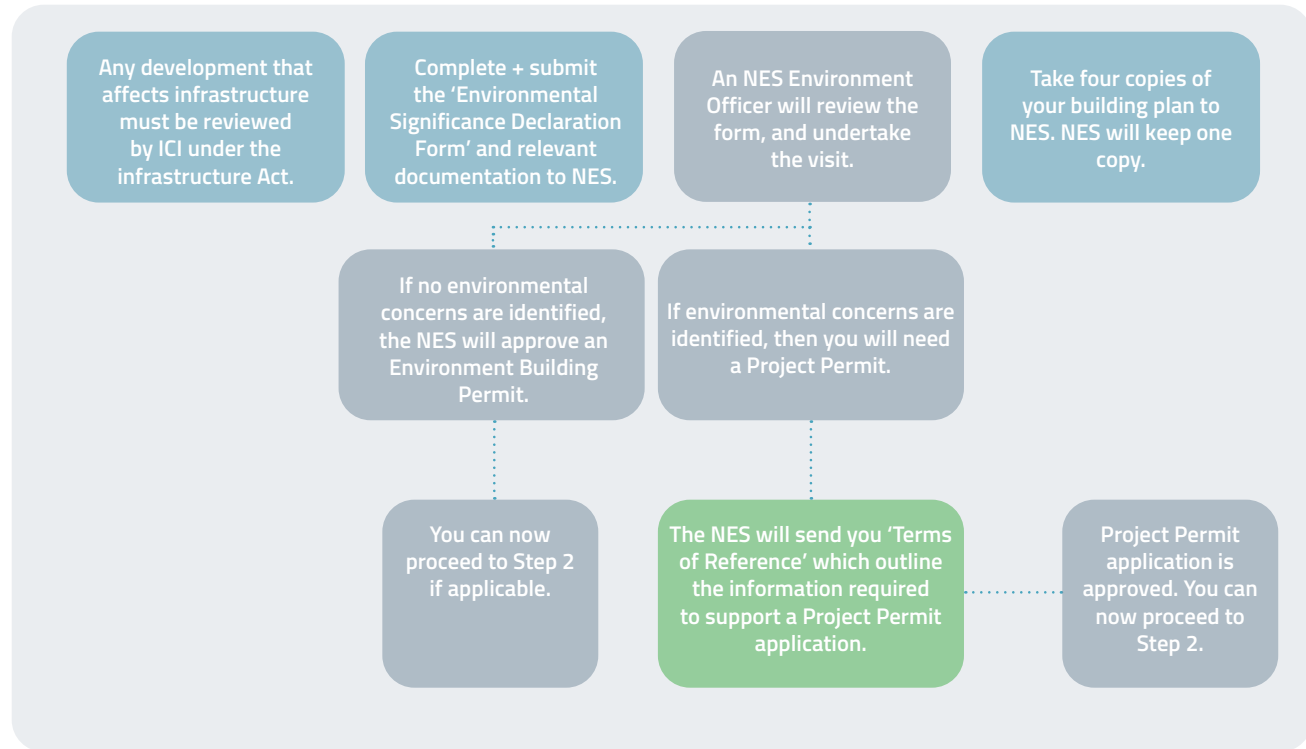 Any development that
affects infrastructure
must be reviewed
by ICI under the
infrastructure Act.
Complete + submit
the ‘Environmental
Significance Declaration
Form’ and relevant
documentation to NES.
An NES Environment
Officer will review the
form, and undertake
the visit.
Take four copies of
your building plan to
NES. NES will keep one
copy.
If no environmental
concerns are identified,
the NES will approve an
Environment Building
Permit.
If environmental concerns are
identified, then you will need
a Project Permit.
You can now
proceed to Step 2
if applicable.
The NES will send you ‘Terms
of Reference’ which outline
the information required
to support a Project Permit
application.
Project Permit
application is
approved. You can
now proceed to
Step 2.